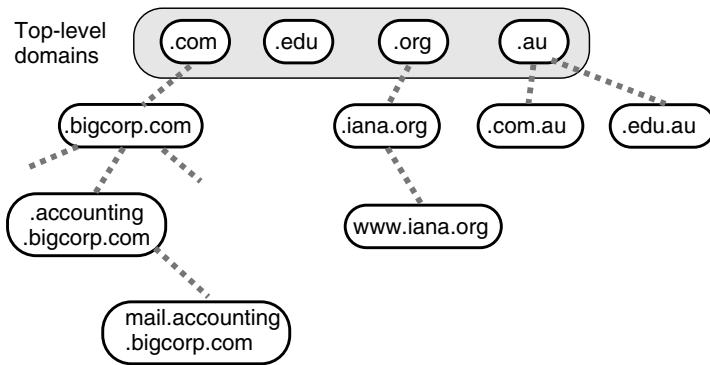 Top-level
domains
.com
.edu
.org
.au
.bigcorp.com
.iana.org
.com.au
.edu.au
.accounting
.bigcorp.com
www.iana.org
mail.accounting
.bigcorp.com